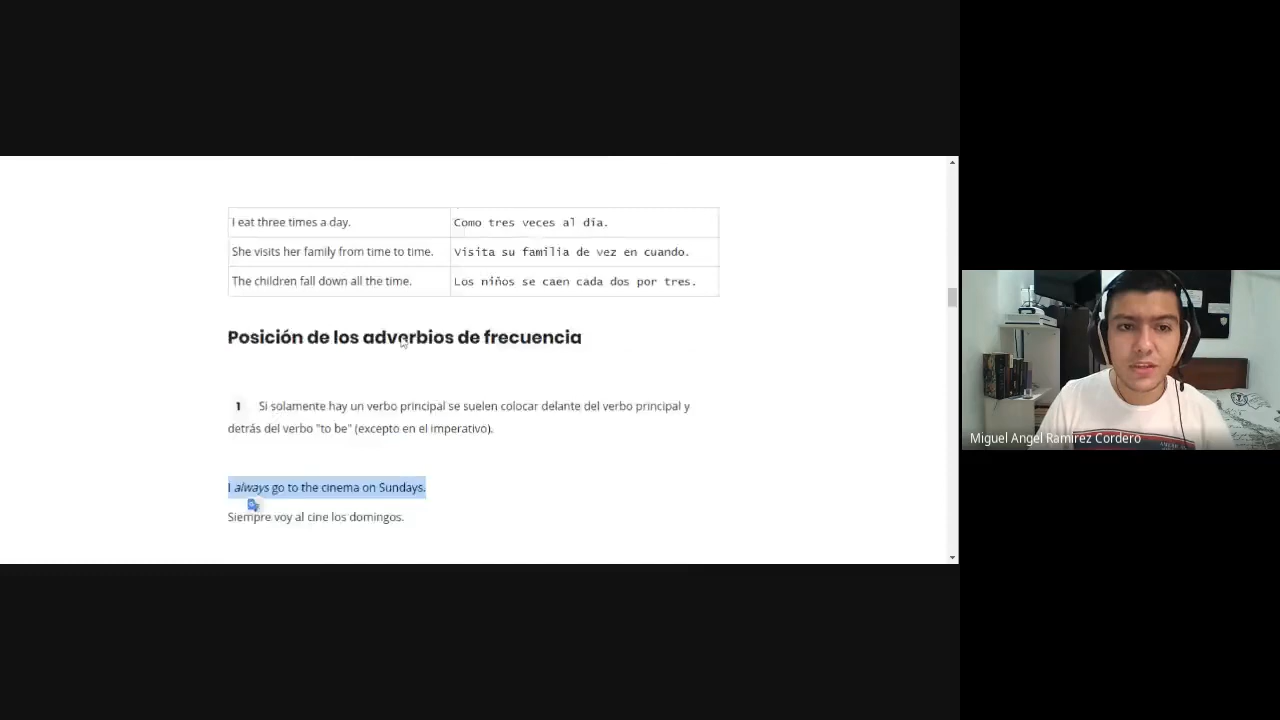 I eat three times a day. Como tres veces al día.
She visits her family from time to time. Visita su familia de vez en cuando.
The children fall down all the time. Los niños se caen cada dos por tres.
Posición de los adverbios de frecuencia
1 Si solamente hay un verbo principal se suelen colocar delante del verbo principal y
detrás del verbo "to be" (excepto en el imperativo).
I always go to the cinema on Sundays.
Siempre voy al cine los domingos.
Miguel Angel Ramirez Cordero